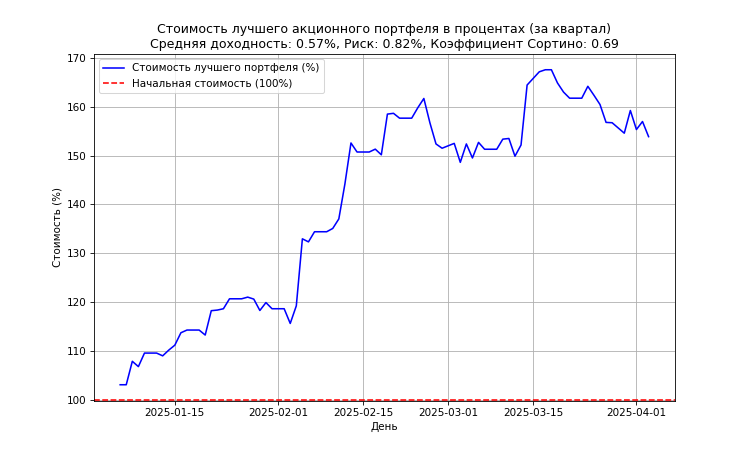 Стоимость лучшего акционного портфеля в процентах (за квартал)
Средняя доходность: 0.57%, Риск: 0.82%, Коэффициент Сортино: 0.69
Стоимость лучшего портфеля (%)
Начальная стоимость (100%)
Стоимость (%)
170
160
150
140
130
120
110
100
2025-01-15
2025-02-01
2025-02-15
2025-03-01
2025-03-15
2025-04-01
День